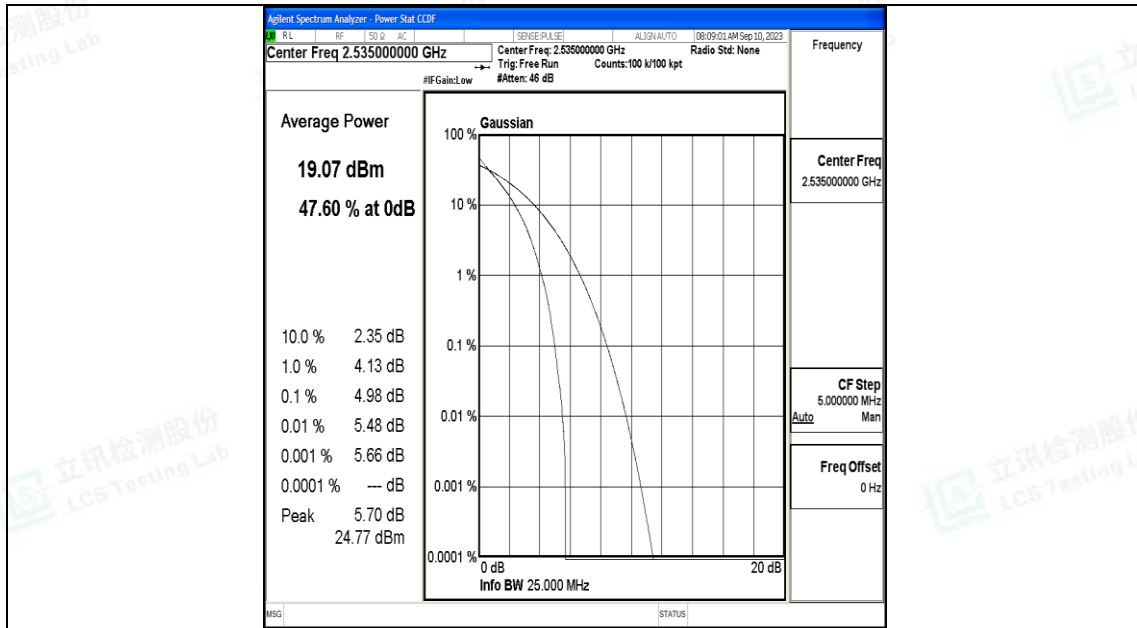 Agilent Spectrum Analyzer - Power Stat CCDF
LXI RL RF 50 Ω AC SENSE:PULSE ALIGN AUTO 08:09:01 AM Sep 10, 2023
Center Freq 2.535000000 GHz
Center Freq: 2.535000000 GHz Radio Std: None
Trig: Free Run Counts:100 k/100 kpt
#IFGain:Low #Atten: 46 dB
Average Power
19.07 dBm
47.60 % at 0dB
10.0 % 2.35 dB
1.0 % 4.13 dB
0.1 % 4.98 dB
0.01 % 5.48 dB
0.001 % 5.66 dB
0.0001 % --- dB
Peak 5.70 dB
24.77 dBm
Gaussian
100 %
10 %
1 %
0.1 %
0.01 %
0.001 %
0.0001 %
0 dB 20 dB
Info BW 25.000 MHz
Frequency
Center Freq
2.535000000 GHz
CF Step
5.000000 MHz
Auto Man
Freq Offset
0 Hz
MSG STATUS
立讯检测股份
LCS Testing Lab